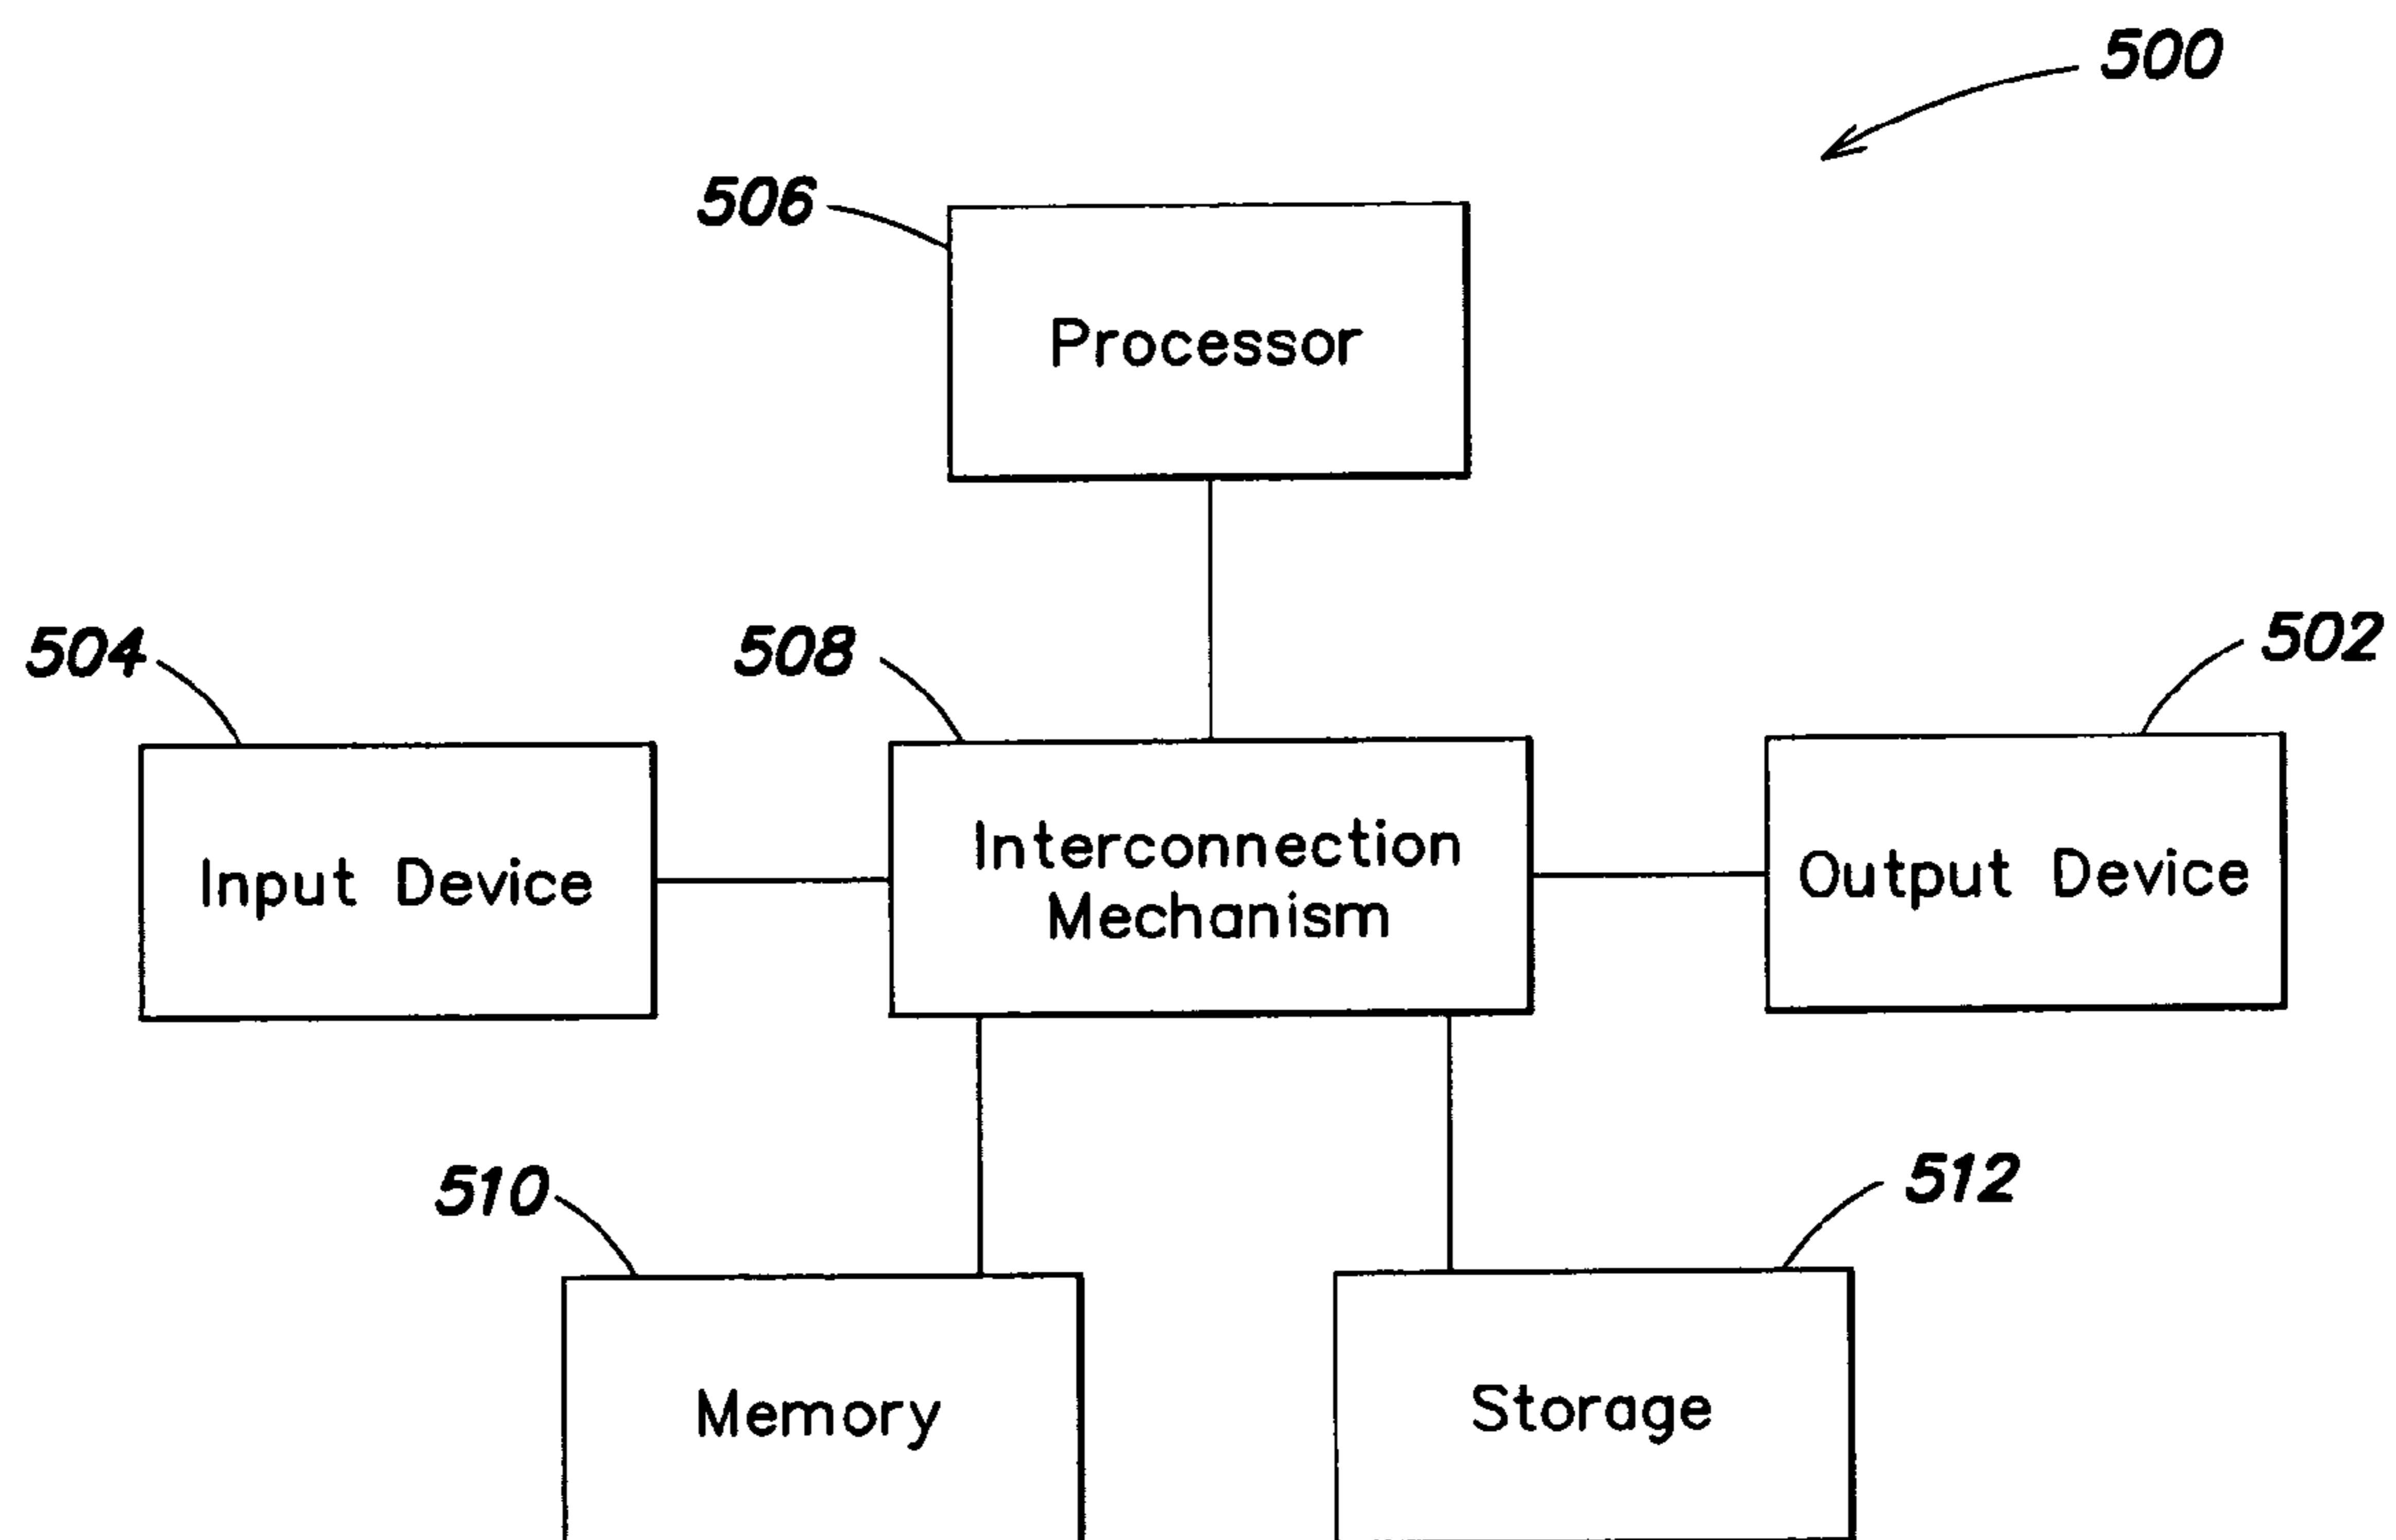 500
506
Processor
504
508
502
Input Device
Interconnection
Mechanism
Output Device
510
512
Memory
Storage